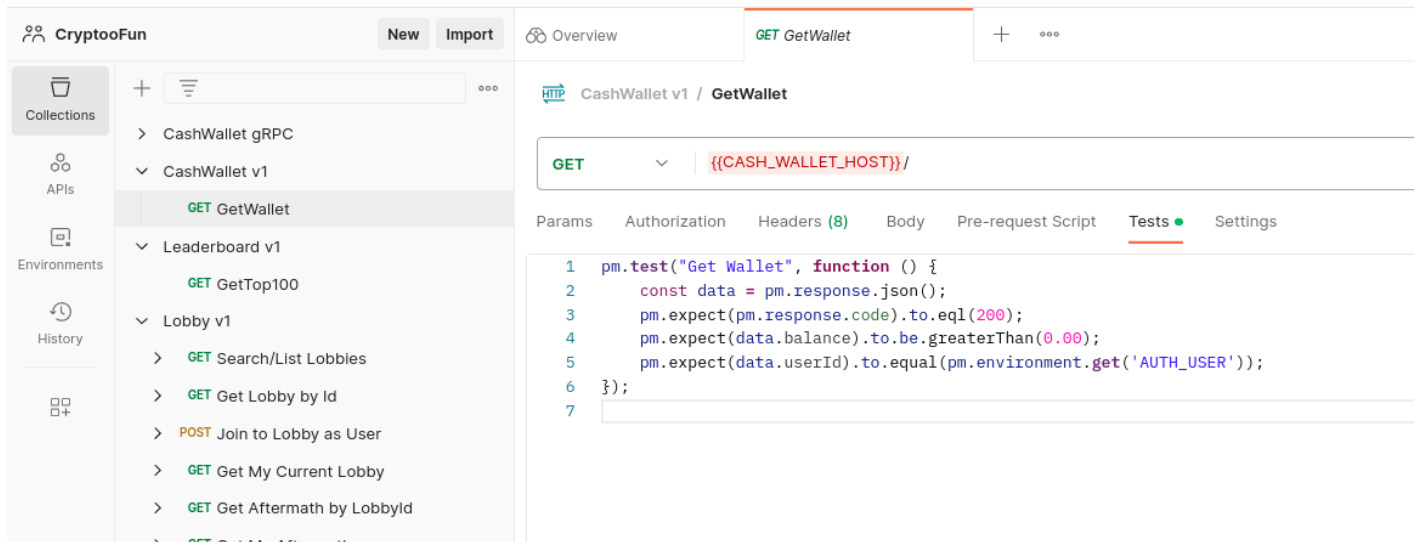 CryptooFun
New
Import
Overview
GET GetWallet
Collections
APIs
Environments
History
CashWallet gRPC
CashWallet v1
GET GetWallet
Leaderboard v1
GET GetTop100
Lobby v1
GET Search/List Lobbies
GET Get Lobby by Id
POST Join to Lobby as User
GET Get My Current Lobby
GET Get Aftermath by LobbyId
HTTP CashWallet v1 / GetWallet
GET {{CASH_WALLET_HOST}}/
Params Authorization Headers (8) Body Pre-request Script Tests Settings
1 pm.test("Get Wallet", function () {
2 const data = pm.response.json();
3 pm.expect(pm.response.code).to.eql(200);
4 pm.expect(data.balance).to.be.greaterThan(0.00);
5 pm.expect(data.userId).to.equal(pm.environment.get('AUTH_USER'));
6 });
7